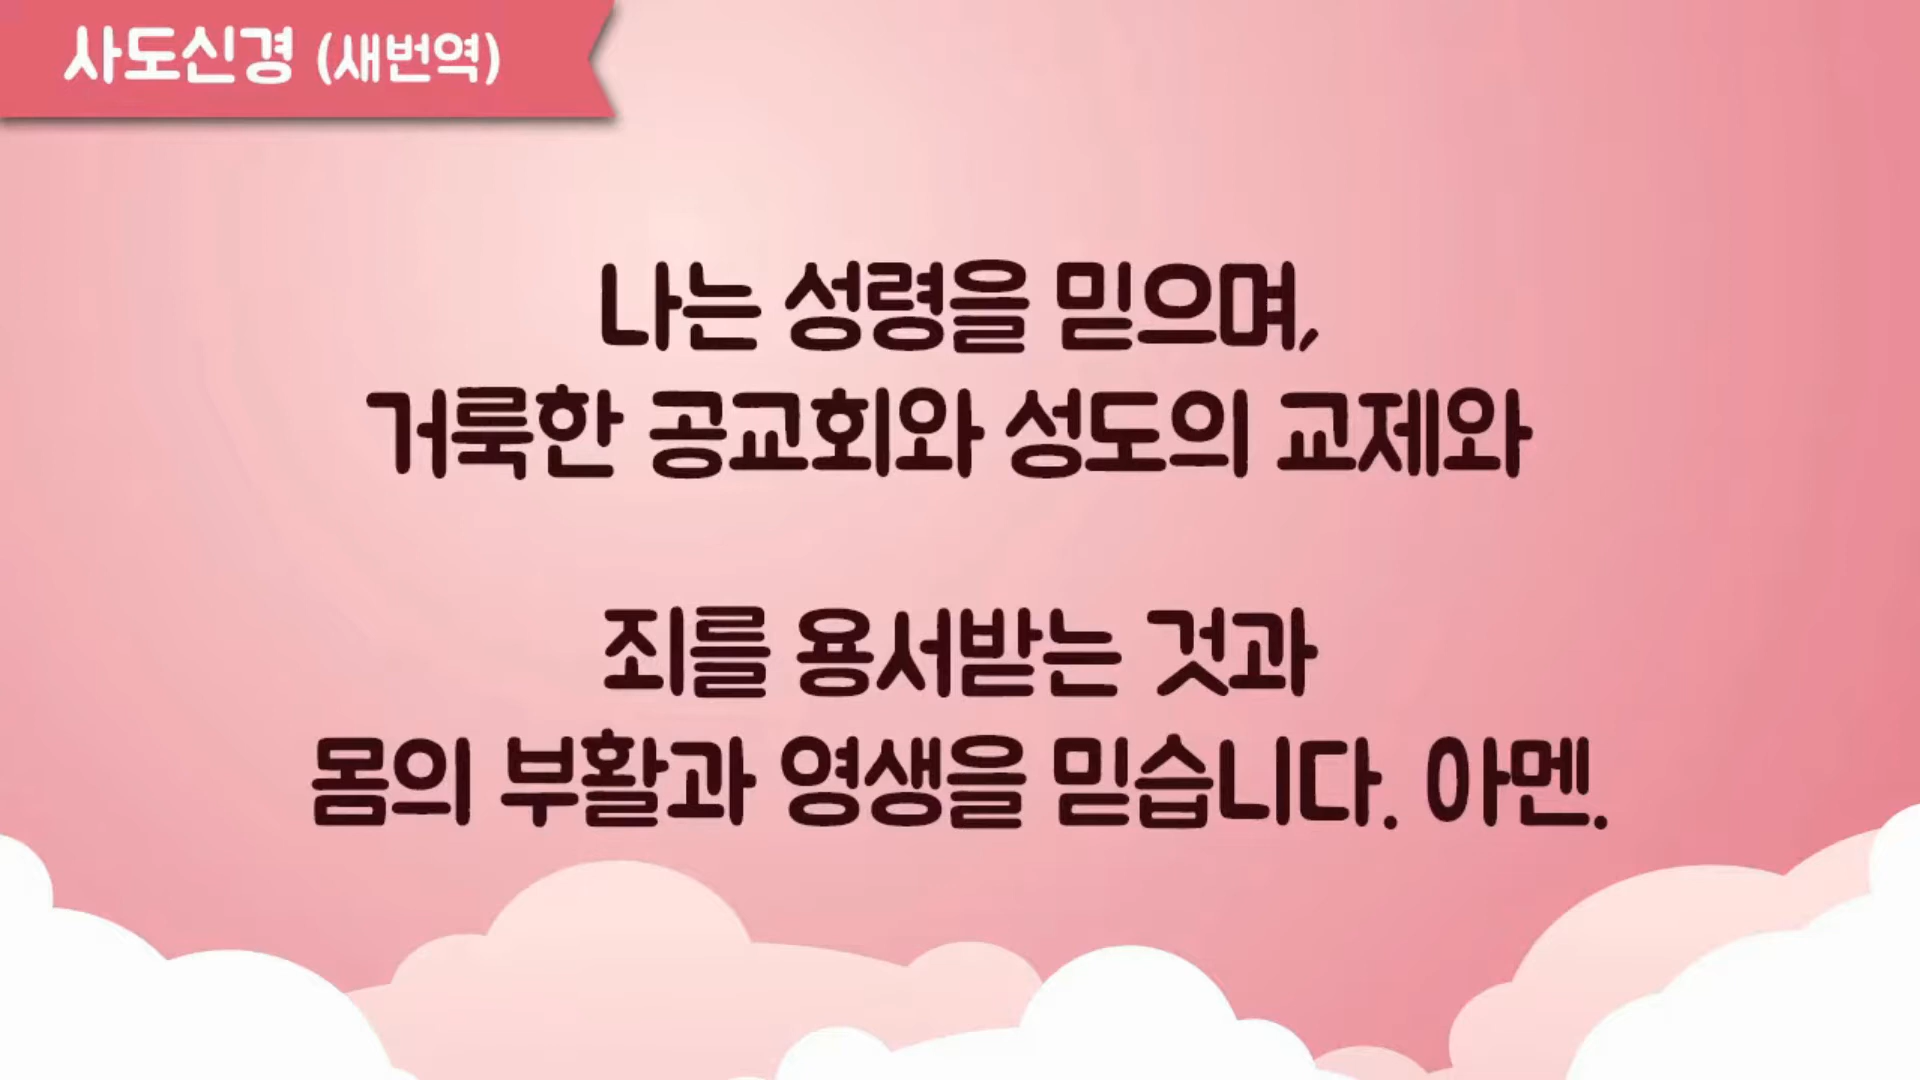 사도신경 (새번역)
나는 성령을 믿으며,
거룩한 공교회와 성도의 교제와
죄를 용서받는 것과
몸의 부활과 영생을 믿습니다. 아멘.